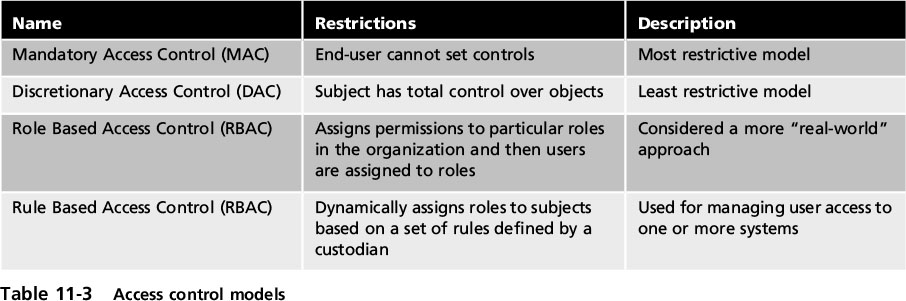 Name Restrictions Description
Mandatory Access Control (MAC) End-user cannot set controls Most restrictive model
Discretionary Access Control (DAC) Subject has total control over objects Least restrictive model
Role Based Access Control (RBAC) Assigns permissions to particular roles Considered a more “real-world”
in the organization and then users approach
are assigned to roles
Rule Based Access Control (RBAC) Dynamically assigns roles to subjects Used for managing user access to
based on a set of rules defined by a one or more systems
custodian
Table 11-3 Access control models